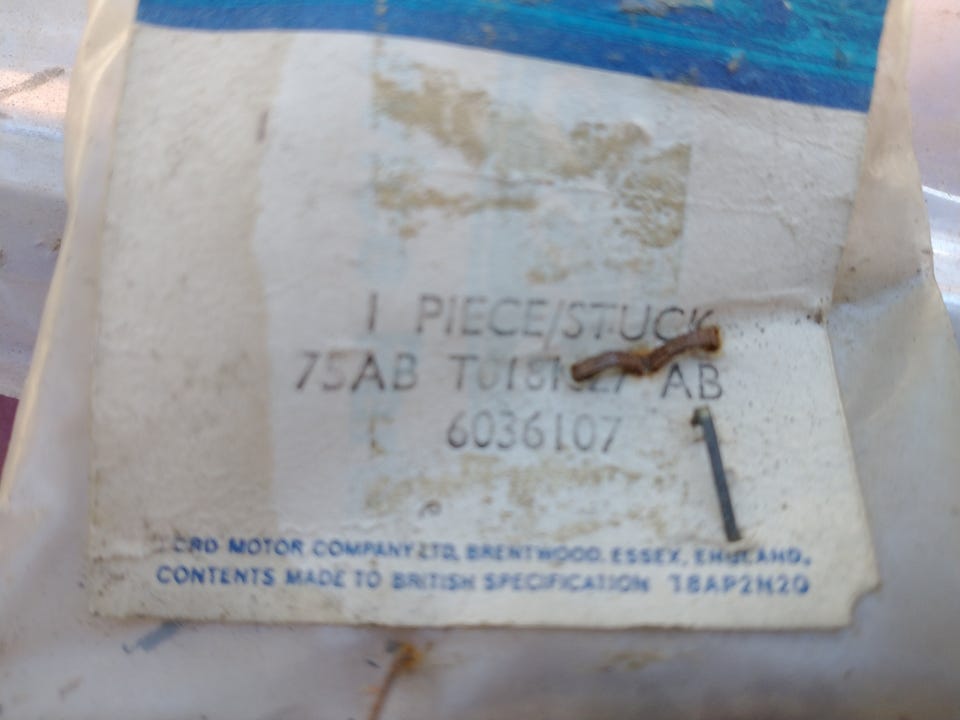 1 PIECE/STUCK
75AB AB
6036107
MOTOR COMPANY LTD, BRENTWOOD, ESSEX, ENGLAND.
CONTENTS MADE TO BRITISH SPECIFICATION